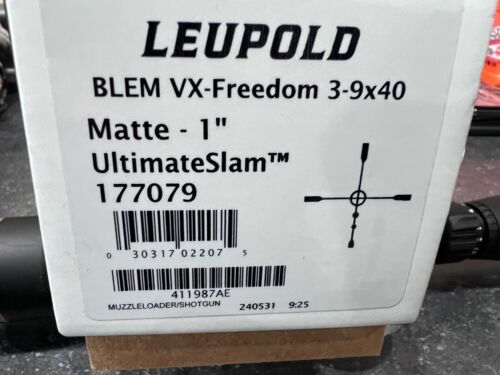 LEUPOLD
BLEM VX-Freedom 3-9x40
Matte - 1"
UltimateSlam™
177079
0 30317 02207 5
411987AE
MUZZLELOADER/SHOTGUN 240531 9:25